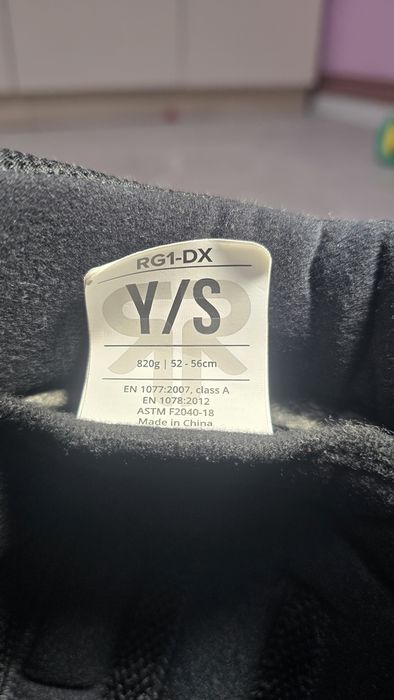 RG1-DX
Y/S
820g | 52 - 56cm
EN 1077:2007, class A
EN 1078:2012
ASTM F2040-18
Made in China